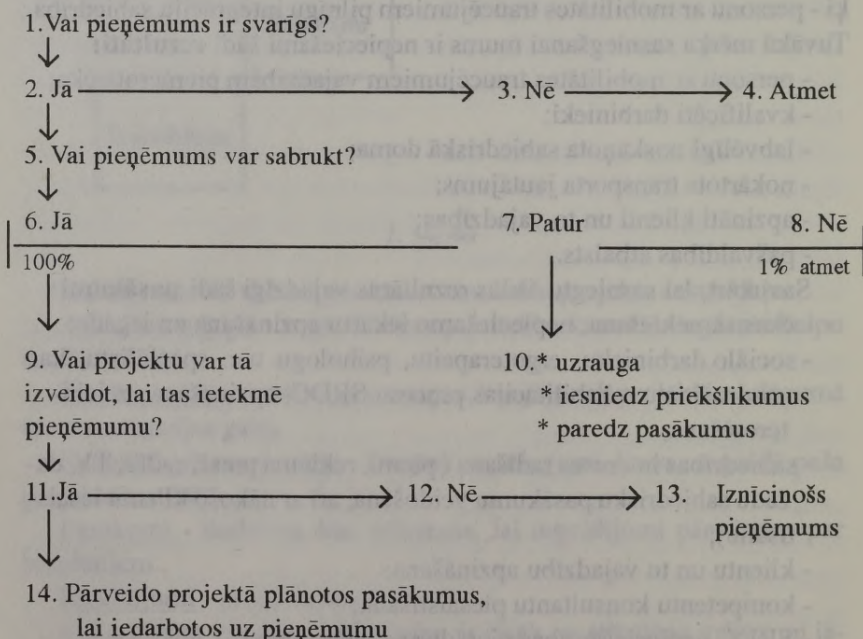 1.Vai pieņēmums ir svarīgs?
2. Jā 3. Nē 4. Atmet
5. Vai pieņēmums var sabrukt?
6. Jā 7. Patur 8. Nē
100% 1% atmet
9. Vai projektu var tā 10.* uzrauga
izveidot, lai tas ietekmē * iesniedz priekšlikumus
pieņēmumu? * paredz pasākumus
11.Jā 12. Nē 13. Iznīcinošs
pieņēmums
14. Pārveido projektā plānotos pasākumus,
lai iedarbotos uz pieņēmumu